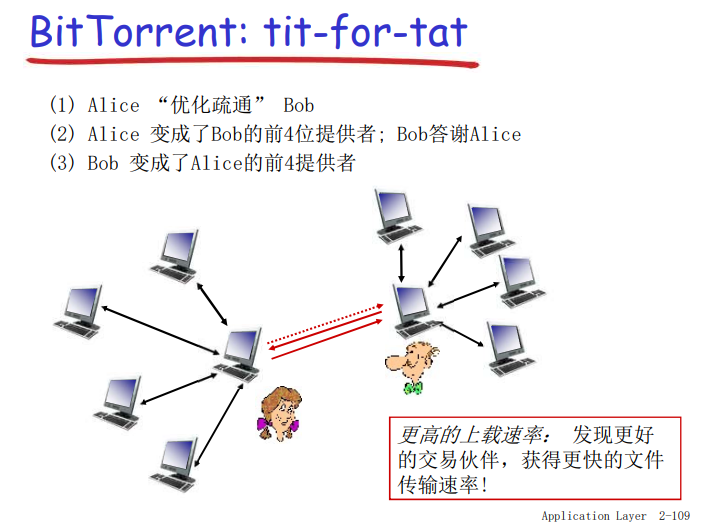 BitTorrent: tit-for-tat
(1) Alice “优化疏通” Bob
(2) Alice 变成了Bob的前4位提供者; Bob答谢Alice
(3) Bob 变成了Alice的前4提供者
更高的上载速率: 发现更好
的交易伙伴, 获得更快的文件
传输速率!
Application Layer 2-109